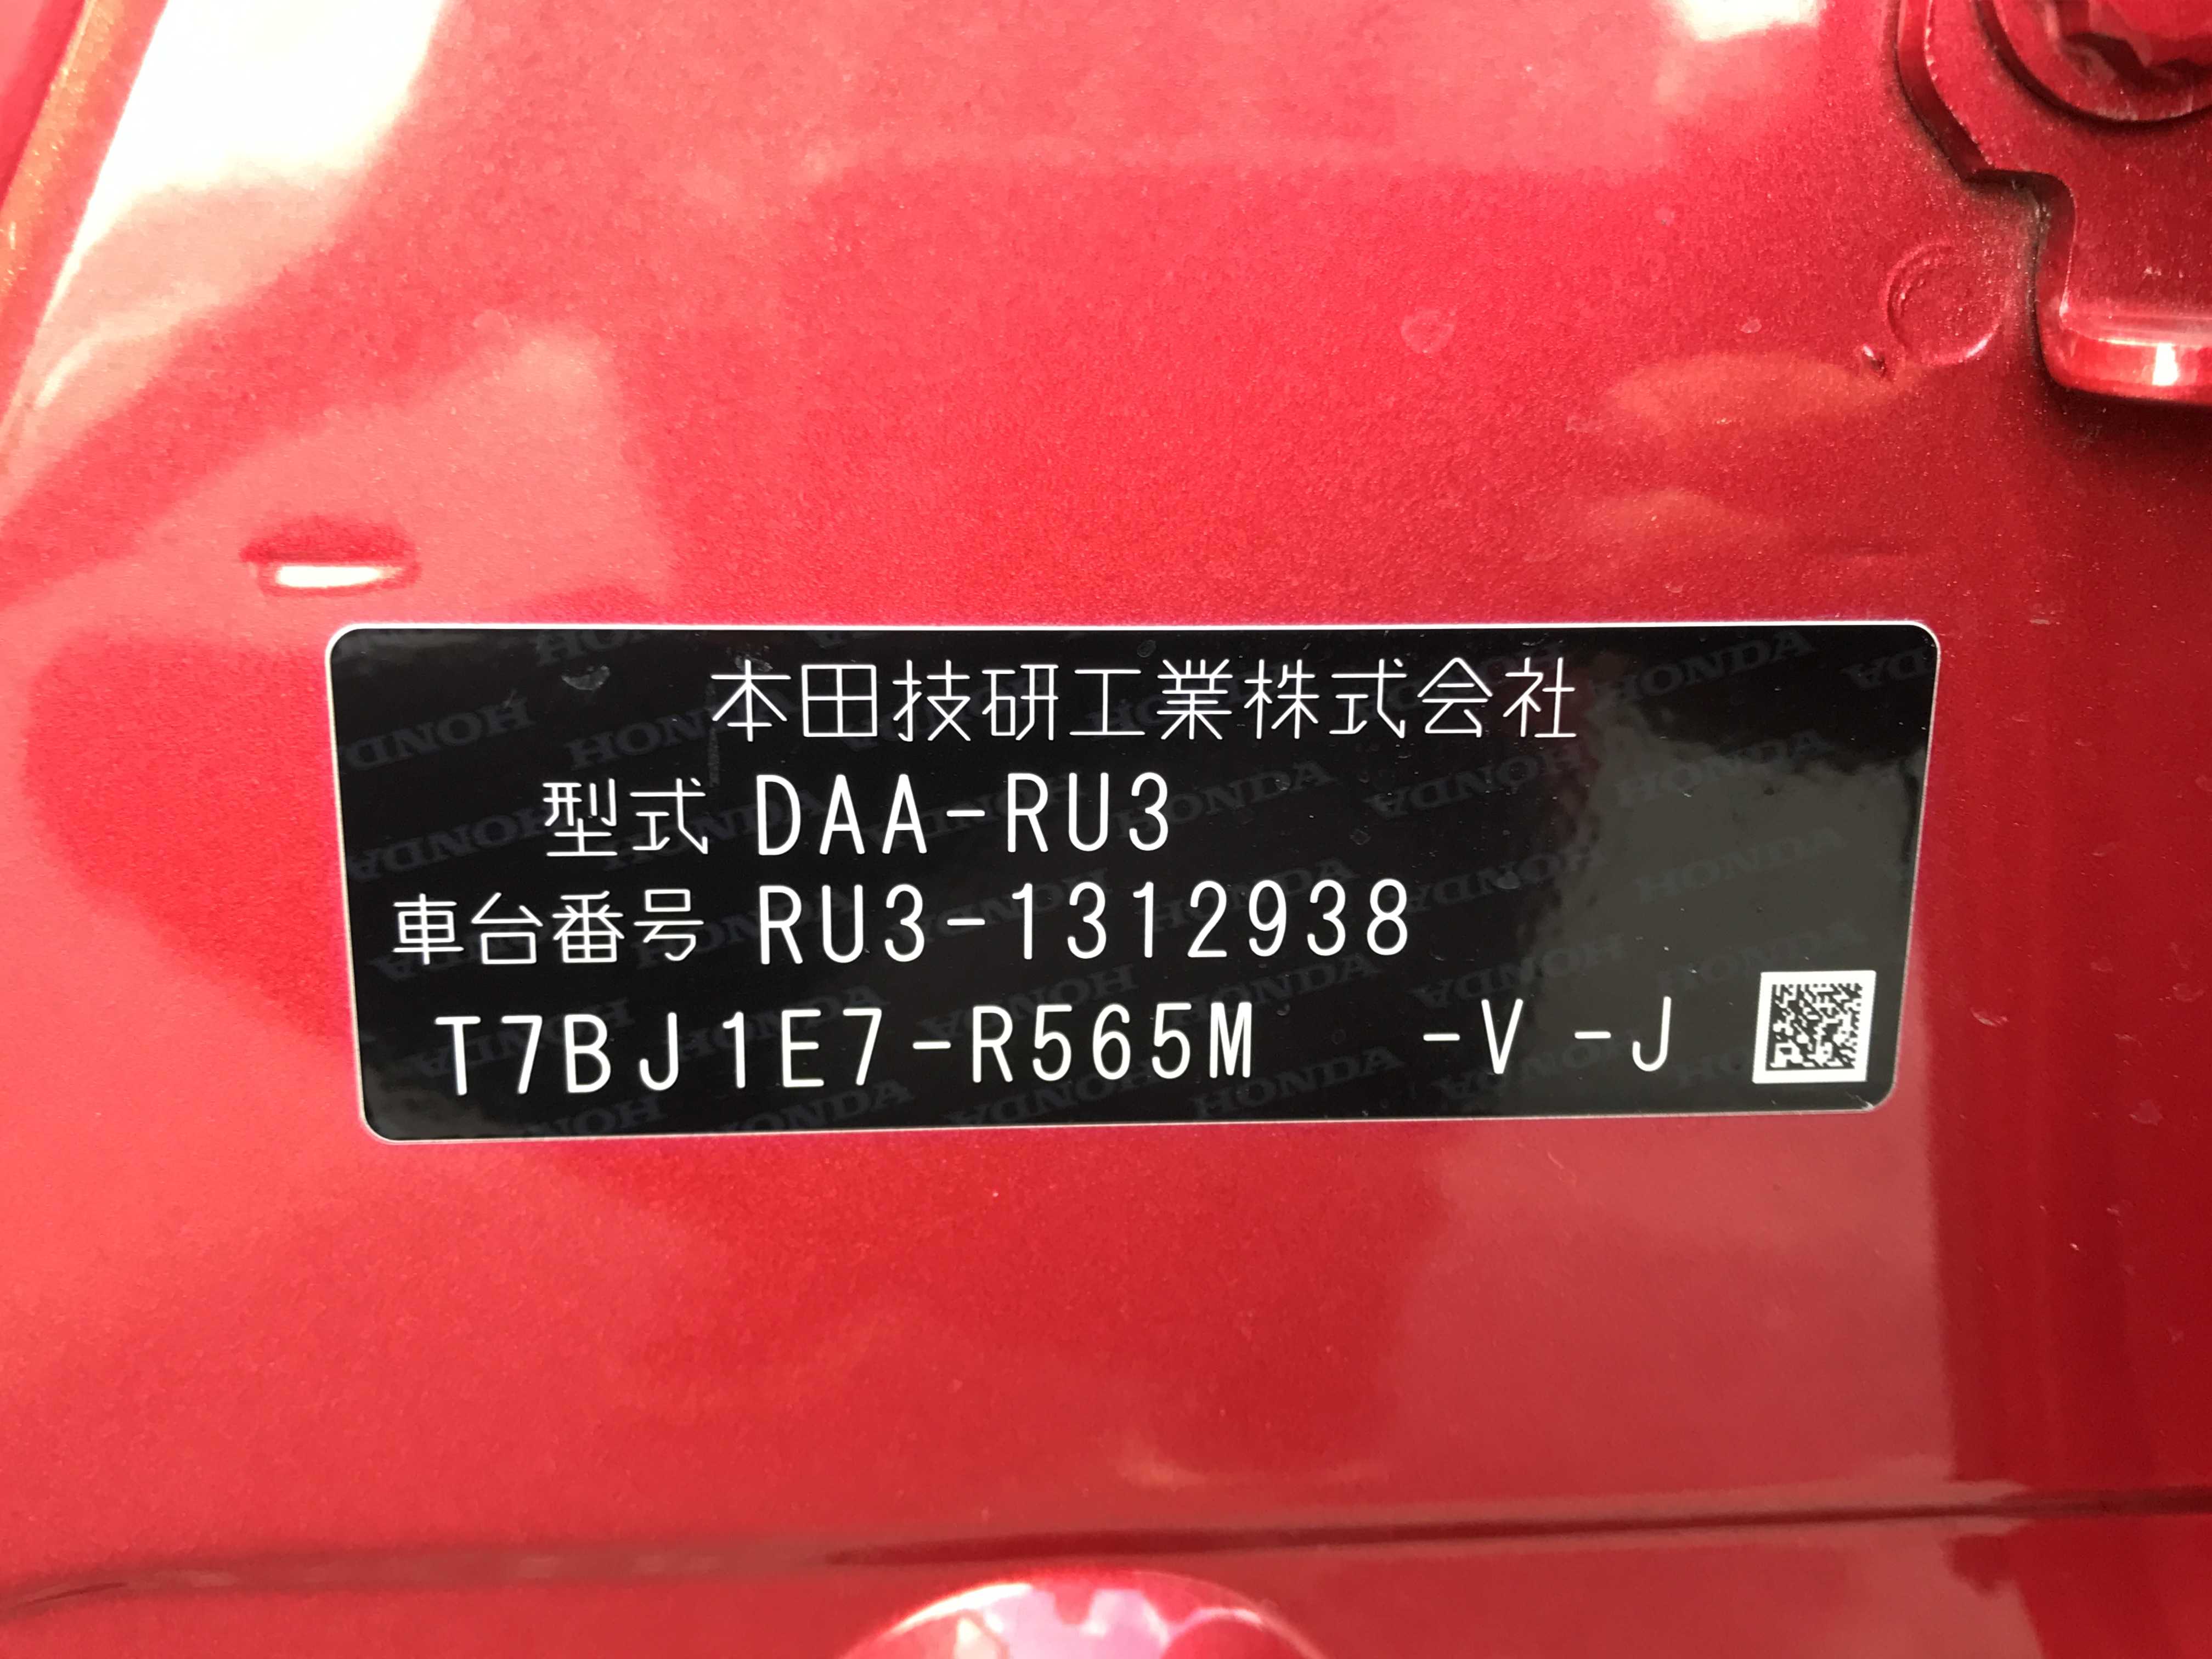 本田技研工業株式会社
型式 DAA-RU3
車台番号 RU3-1312938
T7BJ1E7-R565M -V -J